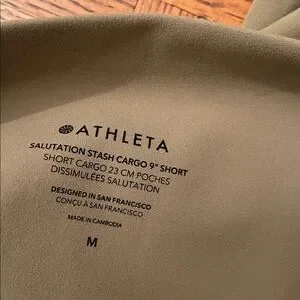 ATHLETA
SALUTATION STASH CARGO 9" SHORT
SHORT CARGO 23 CM POCHES
DISSIMULÉES SALUTATION
DESIGNED IN SAN FRANCISCO
CONÇU À SAN FRANCISCO
MADE IN CAMBODIA
M